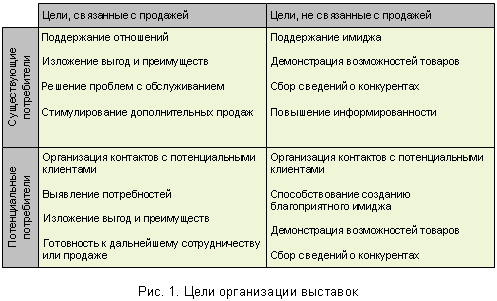 Цели, связанные с продажей
Цели, не связанные с продажей
Существующие
потребители
Поддержание отношений
Изложение выгод и преимуществ
Решение проблем с обслуживанием
Стимулирование дополнительных продаж
Поддержание имиджа
Демонстрация возможностей товаров
Сбор сведений о конкурентах
Повышение информированности
Потенциальные
потребители
Организация контактов с потенциальными
клиентами
Выявление потребностей
Изложение выгод и преимуществ
Готовность к дальнейшему сотрудничеству
или продаже
Организация контактов с потенциальными
клиентами
Способствование созданию
благоприятного имиджа
Демонстрация возможностей товаров
Сбор сведений о конкурентах
Рис. 1. Цели организации выставок